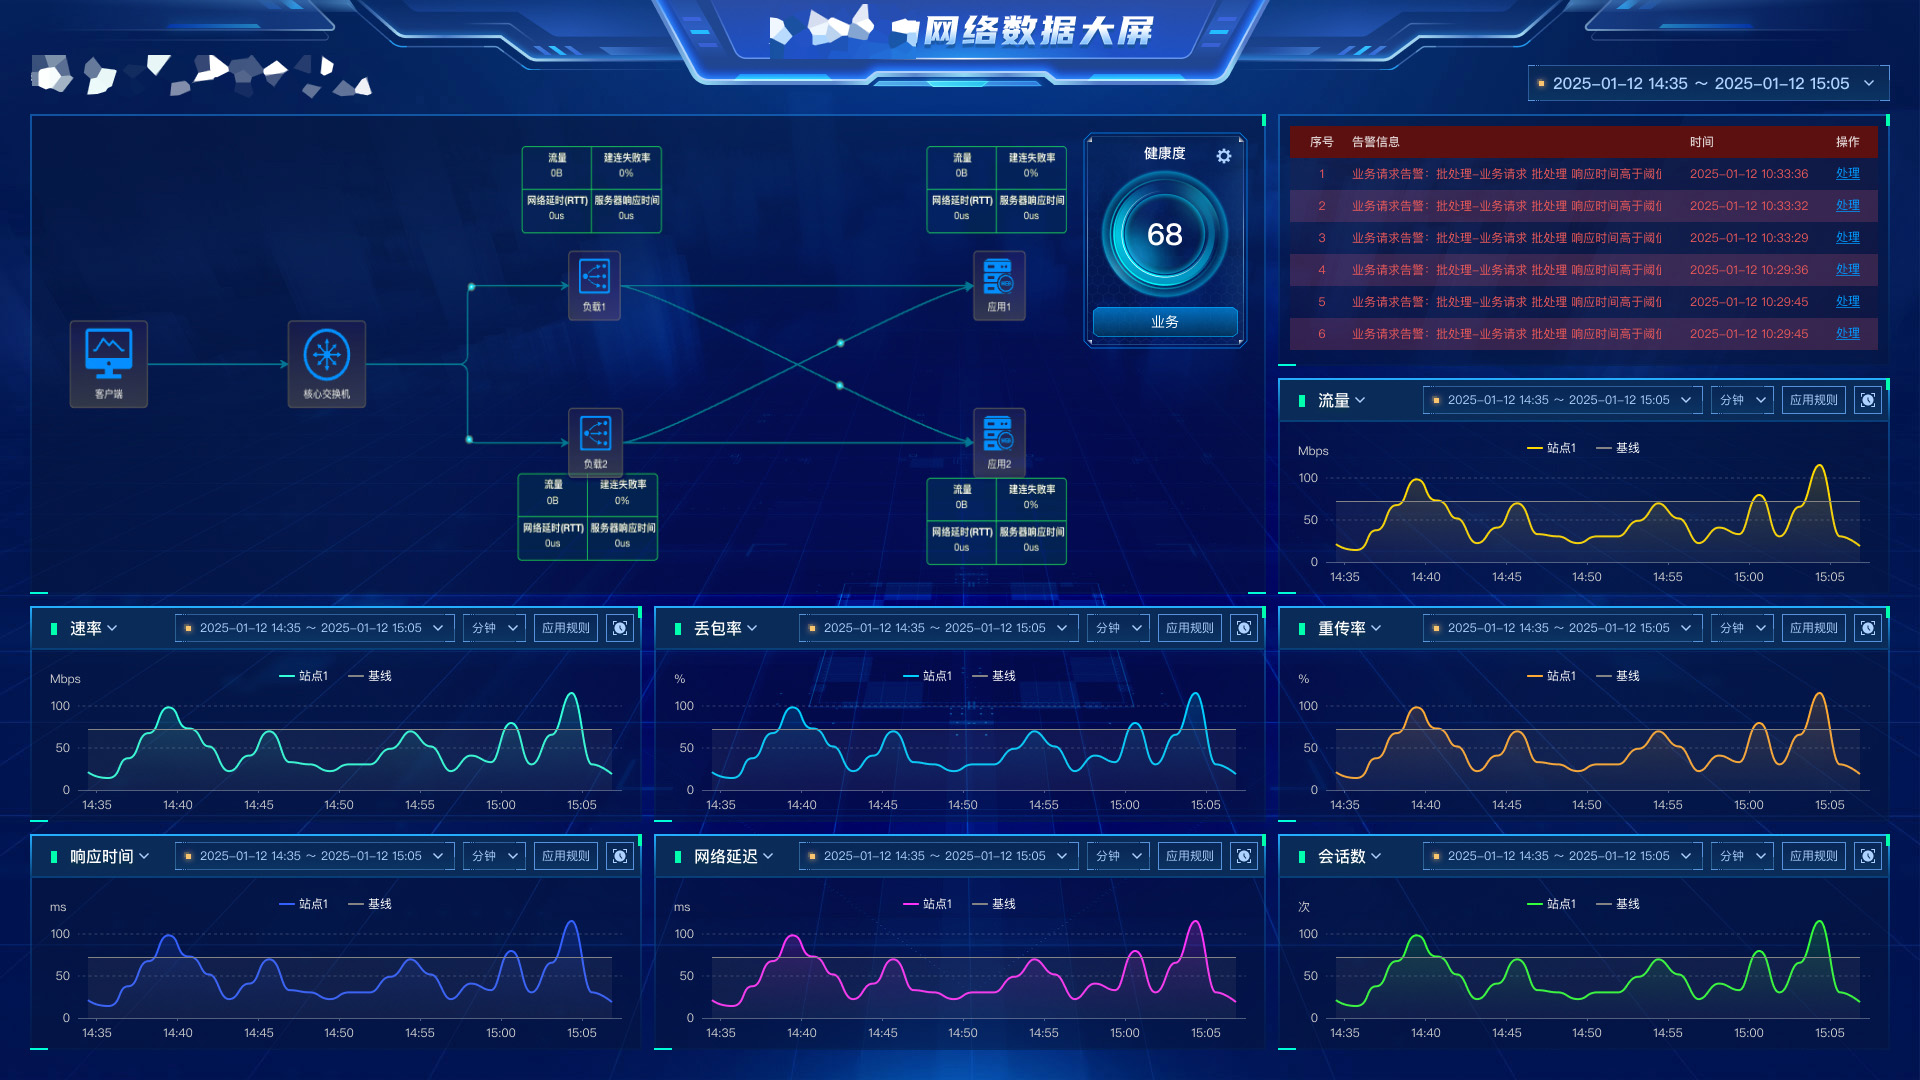 网络数据大屏
2025-01-12 14:35 ～ 2025-01-12 15:05
流量 建连失败率
0B 0%
网络延时(RTT) 服务器响应时间
0us 0us
负载1
流量 建连失败率
0B 0%
网络延时(RTT) 服务器响应时间
0us 0us
应用1
健康度
68
业务
客户端
核心交换机
负载2
流量 建连失败率
0B 0%
网络延时(RTT) 服务器响应时间
0us 0us
应用2
流量 建连失败率
0B 0%
网络延时(RTT) 服务器响应时间
0us 0us
序号 告警信息 时间 操作
1 业务请求告警：批处理-业务请求 批处理 响应时间高于阈值 2025-01-12 10:33:36 处理
2 业务请求告警：批处理-业务请求 批处理 响应时间高于阈值 2025-01-12 10:33:32 处理
3 业务请求告警：批处理-业务请求 批处理 响应时间高于阈值 2025-01-12 10:33:29 处理
4 业务请求告警：批处理-业务请求 批处理 响应时间高于阈值 2025-01-12 10:29:36 处理
5 业务请求告警：批处理-业务请求 批处理 响应时间高于阈值 2025-01-12 10:29:45 处理
6 业务请求告警：批处理-业务请求 批处理 响应时间高于阈值 2025-01-12 10:29:45 处理
流量 2025-01-12 14:35 ～ 2025-01-12 15:05 分钟 应用规则
Mbps 站点1 基线
100
50
0
14:35 14:40 14:45 14:50 14:55 15:00 15:05
速率 2025-01-12 14:35 ～ 2025-01-12 15:05 分钟 应用规则
Mbps 站点1 基线
100
50
0
14:35 14:40 14:45 14:50 14:55 15:00 15:05
丢包率 2025-01-12 14:35 ～ 2025-01-12 15:05 分钟 应用规则
% 站点1 基线
100
50
0
14:35 14:40 14:45 14:50 14:55 15:00 15:05
重传率 2025-01-12 14:35 ～ 2025-01-12 15:05 分钟 应用规则
% 站点1 基线
100
50
0
14:35 14:40 14:45 14:50 14:55 15:00 15:05
响应时间 2025-01-12 14:35 ～ 2025-01-12 15:05 分钟 应用规则
ms 站点1 基线
100
50
0
14:35 14:40 14:45 14:50 14:55 15:00 15:05
网络延迟 2025-01-12 14:35 ～ 2025-01-12 15:05 分钟 应用规则
ms 站点1 基线
100
50
0
14:35 14:40 14:45 14:50 14:55 15:00 15:05
会话数 2025-01-12 14:35 ～ 2025-01-12 15:05 分钟 应用规则
次 站点1 基线
100
50
0
14:35 14:40 14:45 14:50 14:55 15:00 15:05